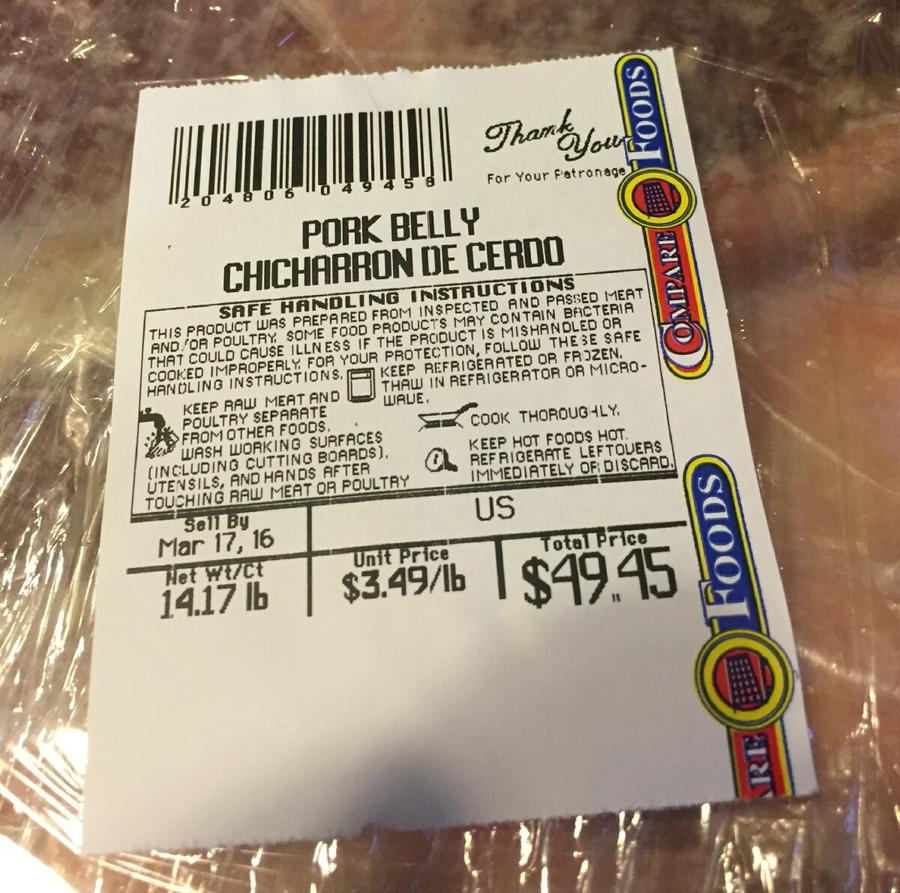 2 04806 04945 8
Thank
You
For Your Patronage
FOODS
COMPARE
PORK BELLY
CHICHARRON DE CERDO
SAFE HANDLING INSTRUCTIONS
THIS PRODUCT WAS PREPARED FROM INSPECTED AND PASSED MEAT
AND/OR POULTRY. SOME FOOD PRODUCTS MAY CONTAIN BACTERIA
THAT COULD CAUSE ILLNESS IF THE PRODUCT IS MISHANDLED OR
COOKED IMPROPERLY. FOR YOUR PROTECTION, FOLLOW THESE SAFE
HANDLING INSTRUCTIONS.
KEEP REFRIGERATED OR FROZEN.
THAW IN REFRIGERATOR OR MICRO-
WAVE.
KEEP RAW MEAT AND
POULTRY SEPARATE
FROM OTHER FOODS.
WASH WORKING SURFACES
(INCLUDING CUTTING BOARDS),
UTENSILS, AND HANDS AFTER
TOUCHING RAW MEAT OR POULTRY
COOK THOROUGHLY.
KEEP HOT FOODS HOT.
REFRIGERATE LEFTOVERS
IMMEDIATELY OR DISCARD.
Sell By
Mar 17, 16
US
Net Wt/Ct
14.17 lb
Unit Price
$3.49/lb
Total Price
$49.45
FOODS
ARE